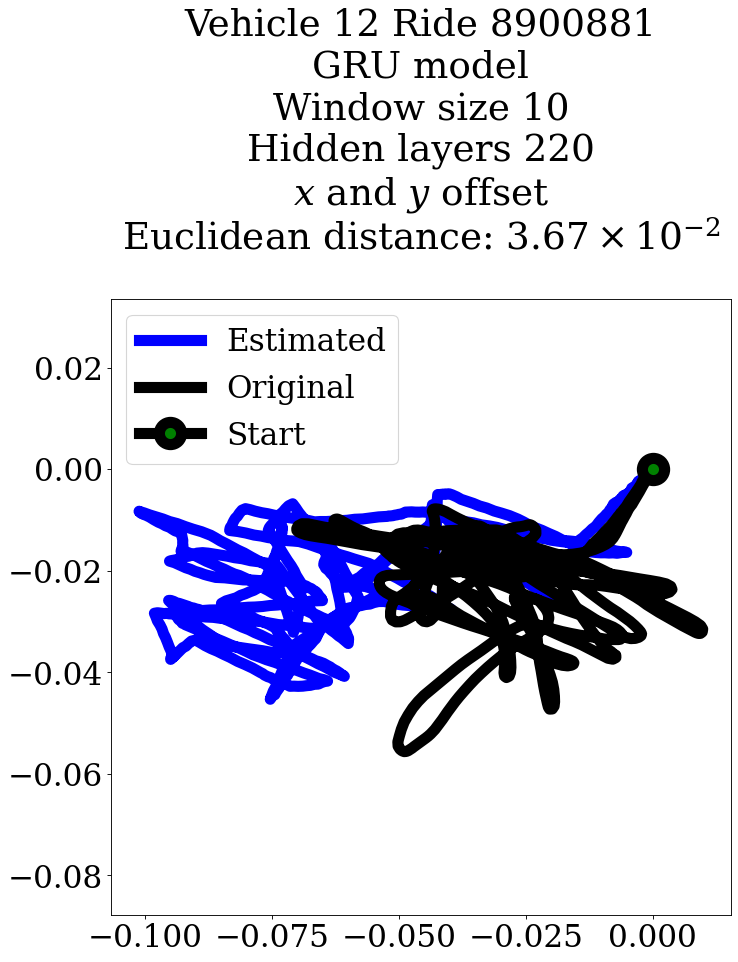 Vehicle 12 Ride 8900881
GRU model
Window size 10
Hidden layers 220
x and y offset
Euclidean distance: 3.67 × 10⁻²
Estimated
Original
Start
0.02
0.00
−0.02
−0.04
−0.06
−0.08
−0.100 −0.075 −0.050 −0.025 0.000